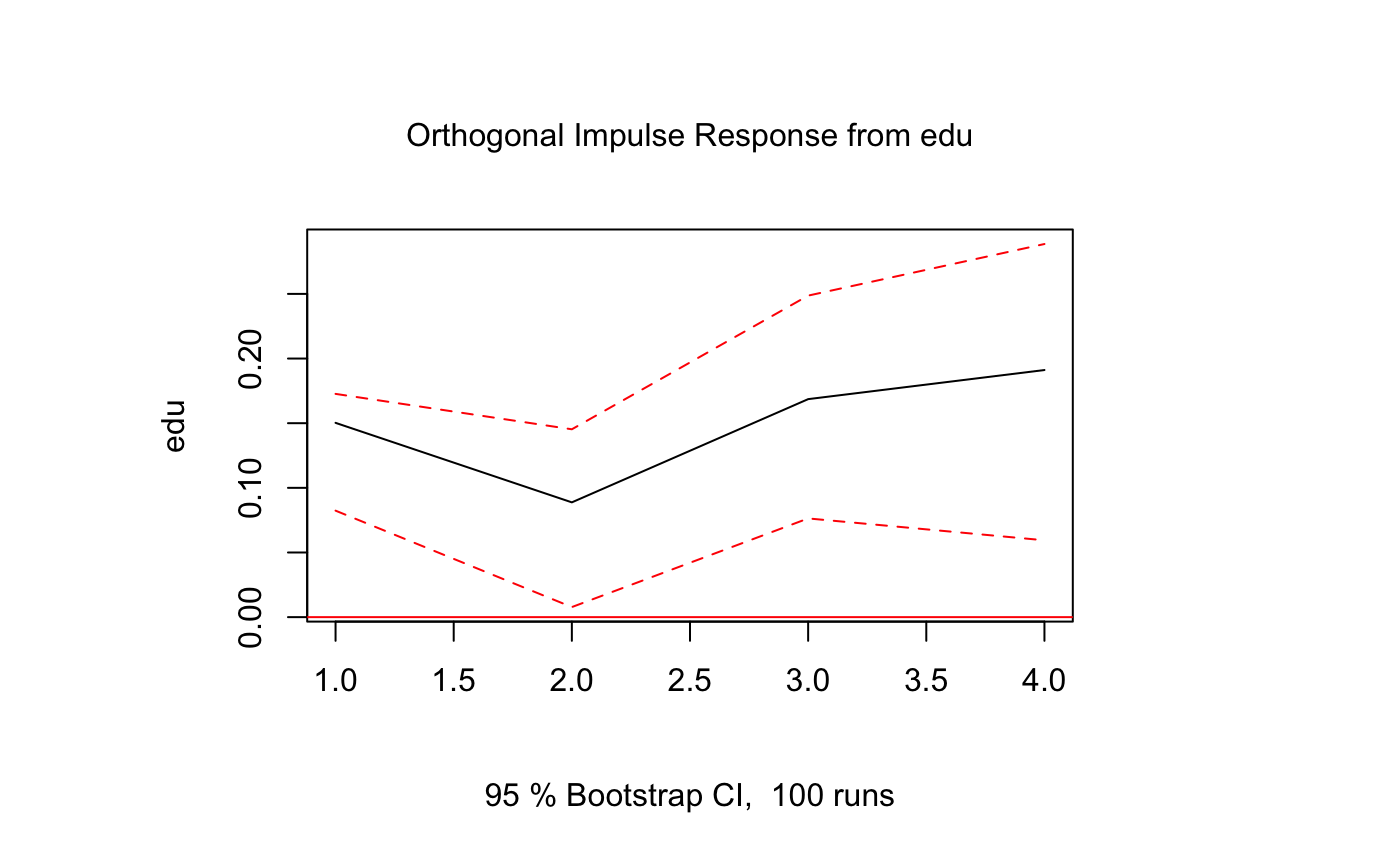 Orthogonal Impulse Response from edu
edu
0.20
0.10
0.00
1.0 1.5 2.0 2.5 3.0 3.5 4.0
95 % Bootstrap CI,  100 runs